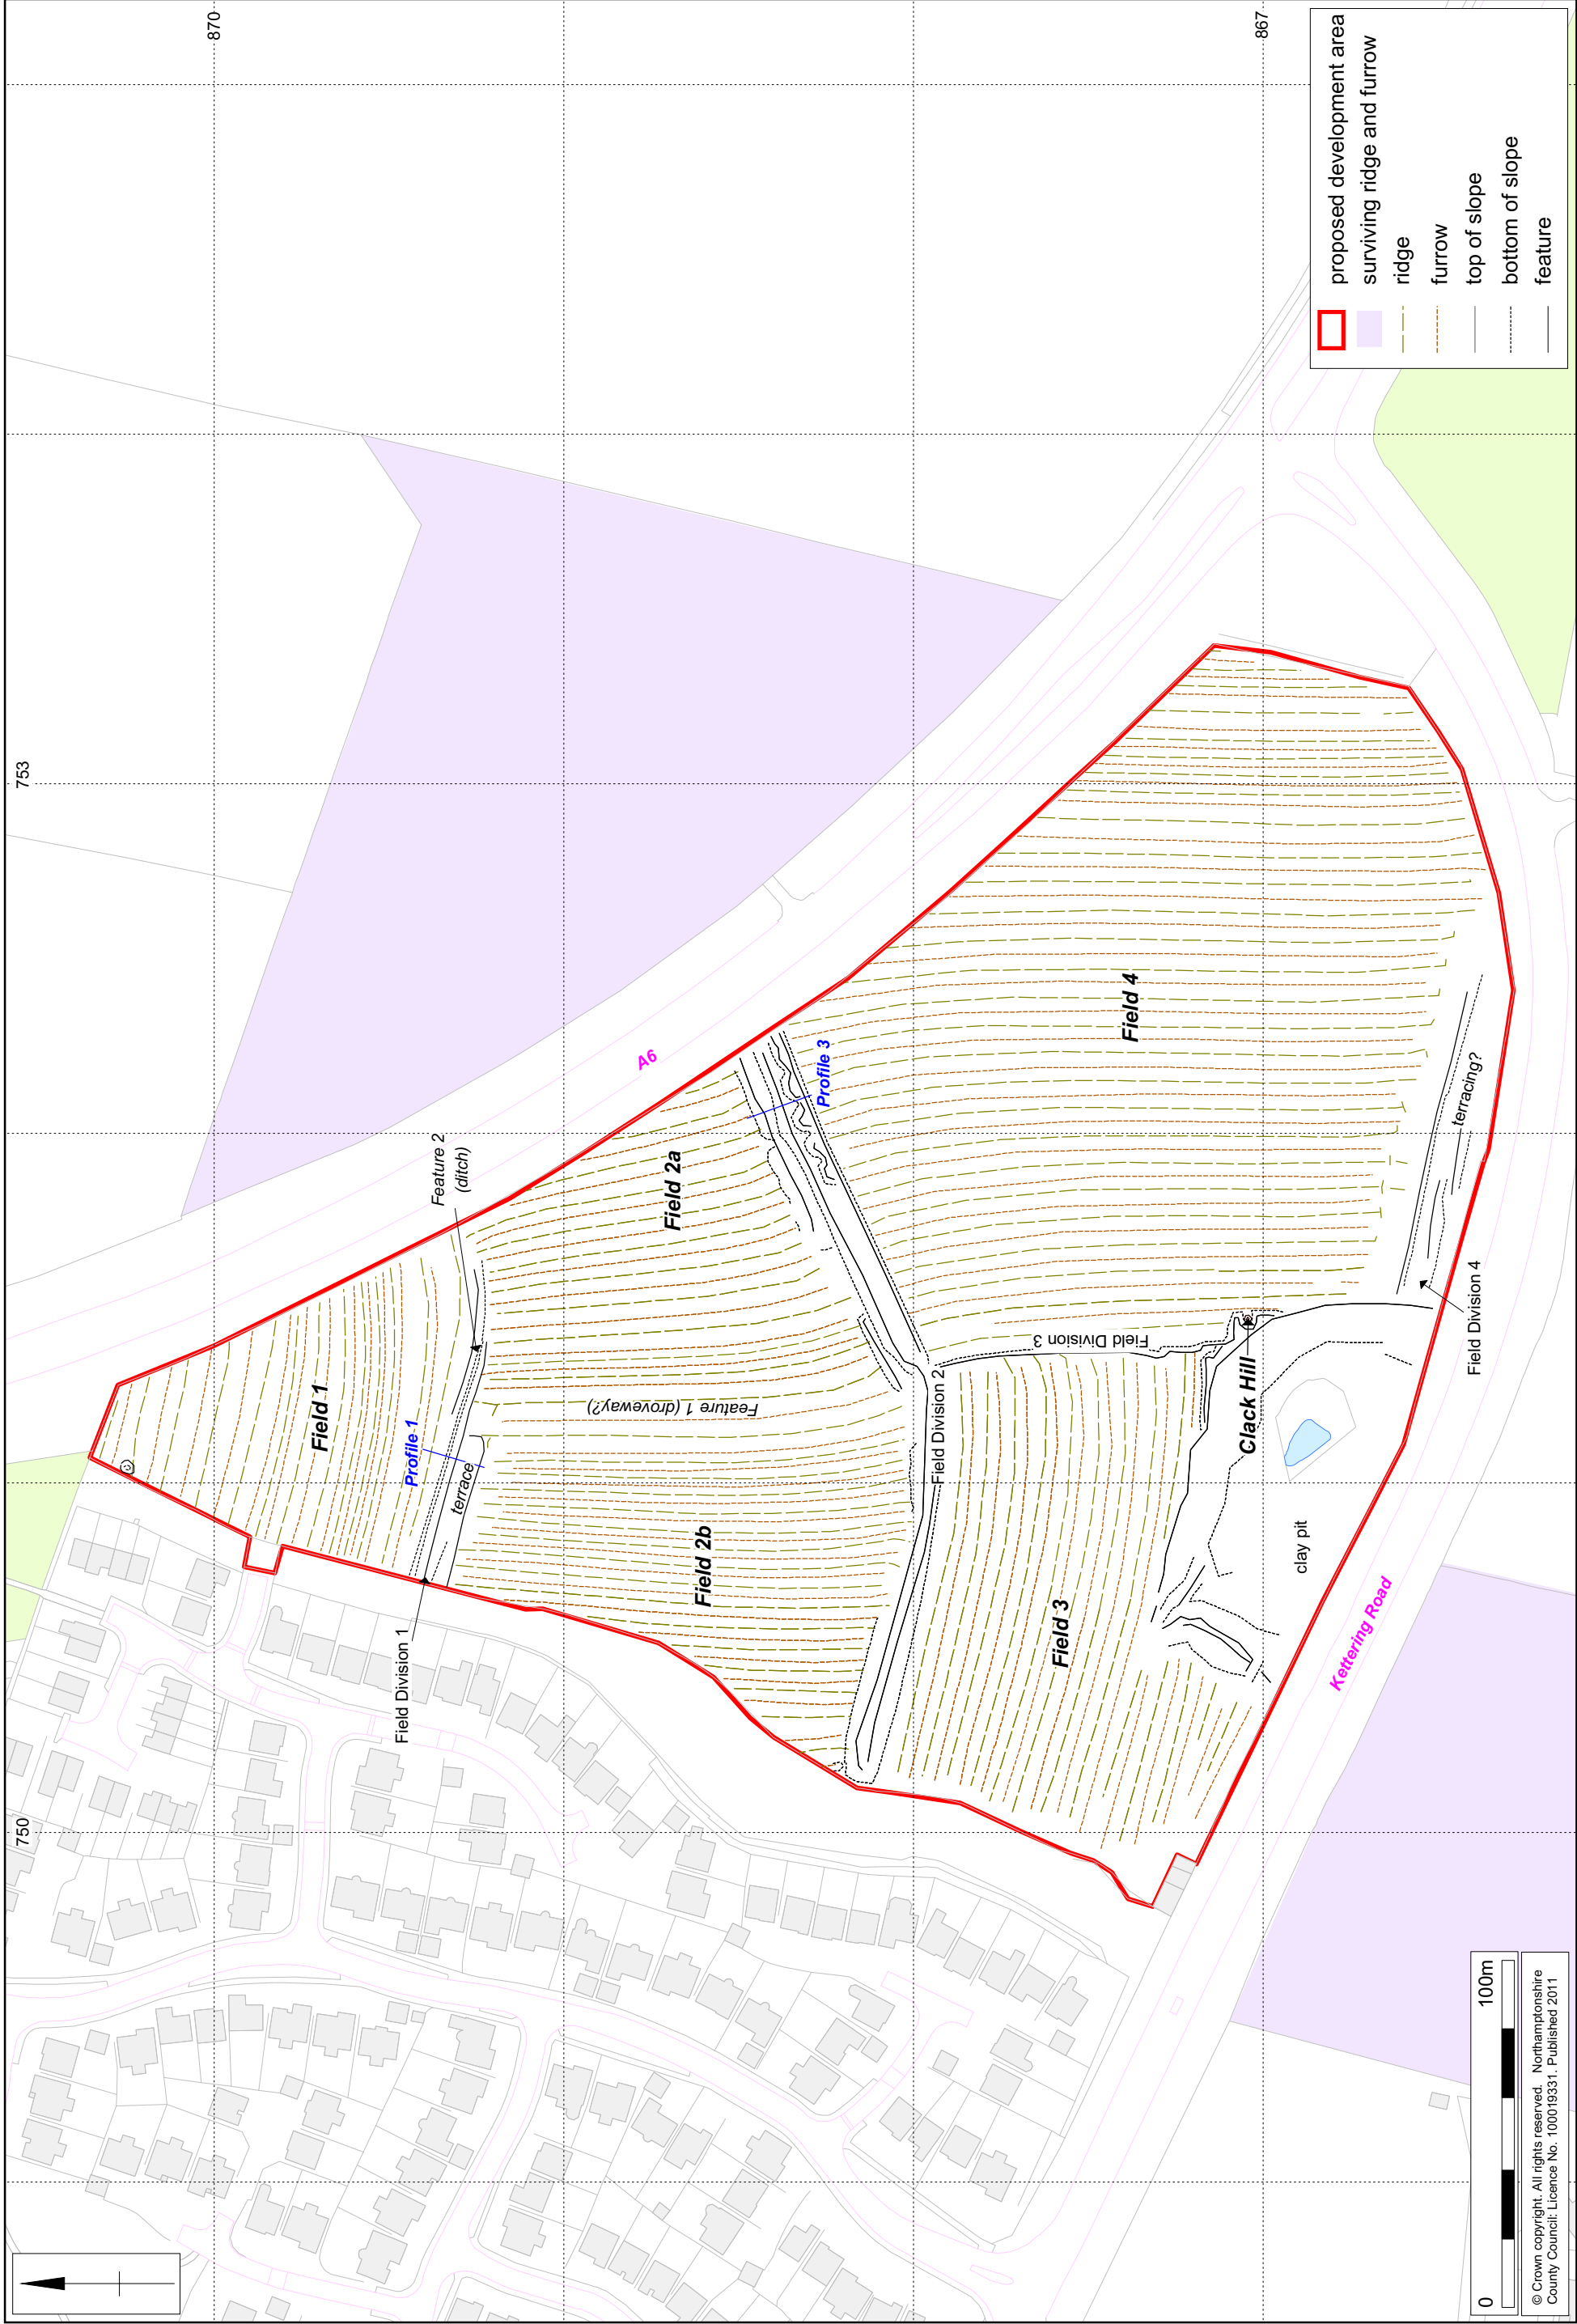 870
867
753
750
Field 1
Profile 1
Feature 2
(ditch)
terrace
Field Division 1
Feature 1 (droveway?)
Field 2a
A6
Field 2b
Profile 3
Field Division 2
Field Division 3
Field 3
Field 4
Clack Hill
clay pit
terracing?
Field Division 4
Kettering Road
proposed development area
surviving ridge and furrow
ridge
furrow
top of slope
bottom of slope
feature
0 100m
© Crown copyright. All rights reserved. Northamptonshire
County Council: Licence No. 100019331. Published 2011